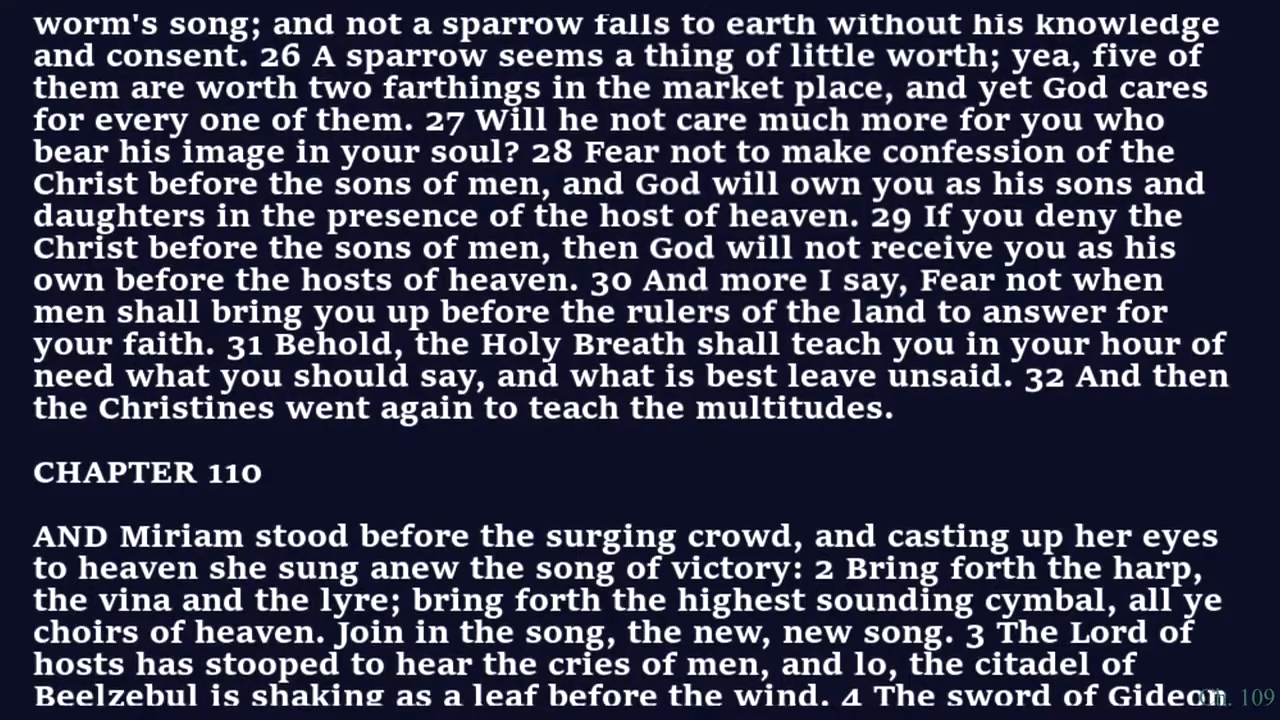 worm's song; and not a sparrow falls to earth without his knowledge
and consent. 26 A sparrow seems a thing of little worth; yea, five of
them are worth two farthings in the market place, and yet God cares
for every one of them. 27 Will he not care much more for you who
bear his image in your soul? 28 Fear not to make confession of the
Christ before the sons of men, and God will own you as his sons and
daughters in the presence of the host of heaven. 29 If you deny the
Christ before the sons of men, then God will not receive you as his
own before the hosts of heaven. 30 And more I say, Fear not when
men shall bring you up before the rulers of the land to answer for
your faith. 31 Behold, the Holy Breath shall teach you in your hour of
need what you should say, and what is best leave unsaid. 32 And then
the Christines went again to teach the multitudes.
CHAPTER 110
AND Miriam stood before the surging crowd, and casting up her eyes
to heaven she sung anew the song of victory: 2 Bring forth the harp,
the vina and the lyre; bring forth the highest sounding cymbal, all ye
choirs of heaven. Join in the song, the new, new song. 3 The Lord of
hosts has stooped to hear the cries of men, and lo, the citadel of
Beelzebul is shaking as a leaf before the wind. 4 The sword of Gideon
Ch. 109